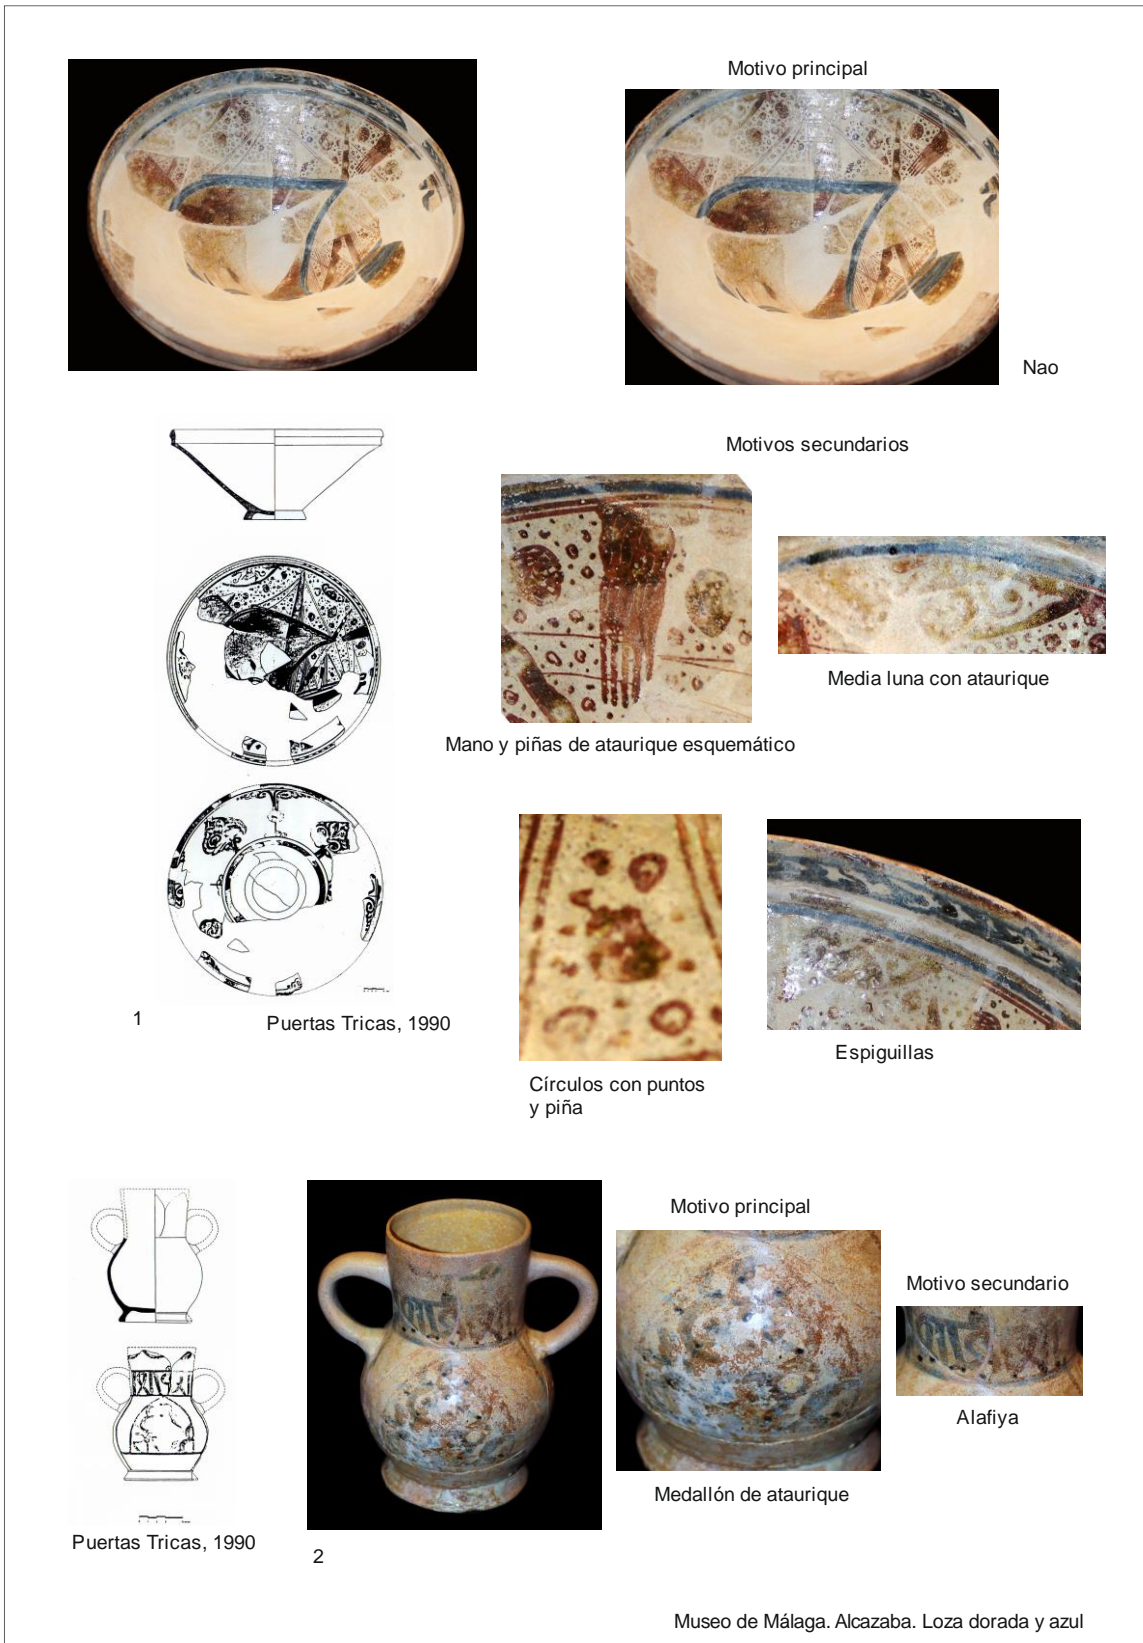 Motivo principal
Nao
Motivos secundarios
Mano y piñas de ataurique esquemático
Media luna con ataurique
1
Puertas Tricas, 1990
Círculos con puntos
y piña
Espiguillas
Motivo principal
Motivo secundario
Alafiya
Medallón de ataurique
Puertas Tricas, 1990
2
Museo de Málaga. Alcazaba. Loza dorada y azul